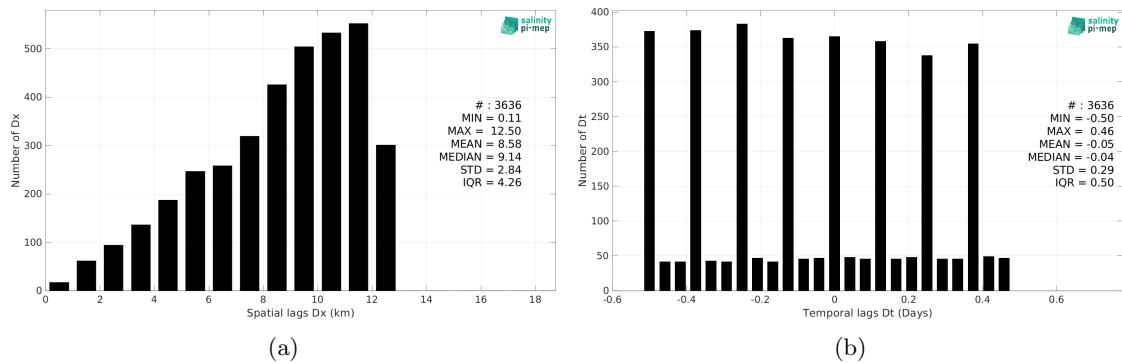 salinity
pi-mep
500
400
300
200
100
0
Number of Dx
# : 3636
MIN = 0.11
MAX = 12.50
MEAN = 8.58
MEDIAN = 9.14
STD = 2.84
IQR = 4.26
0 2 4 6 8 10 12 14 16 18
Spatial lags Dx (km)
(a)
salinity
pi-mep
400
350
300
250
200
150
100
50
0
Number of Dt
# : 3636
MIN = -0.50
MAX = 0.46
MEAN = -0.05
MEDIAN = -0.04
STD = 0.29
IQR = 0.50
-0.6 -0.4 -0.2 0 0.2 0.4 0.6
Temporal lags Dt (Days)
(b)